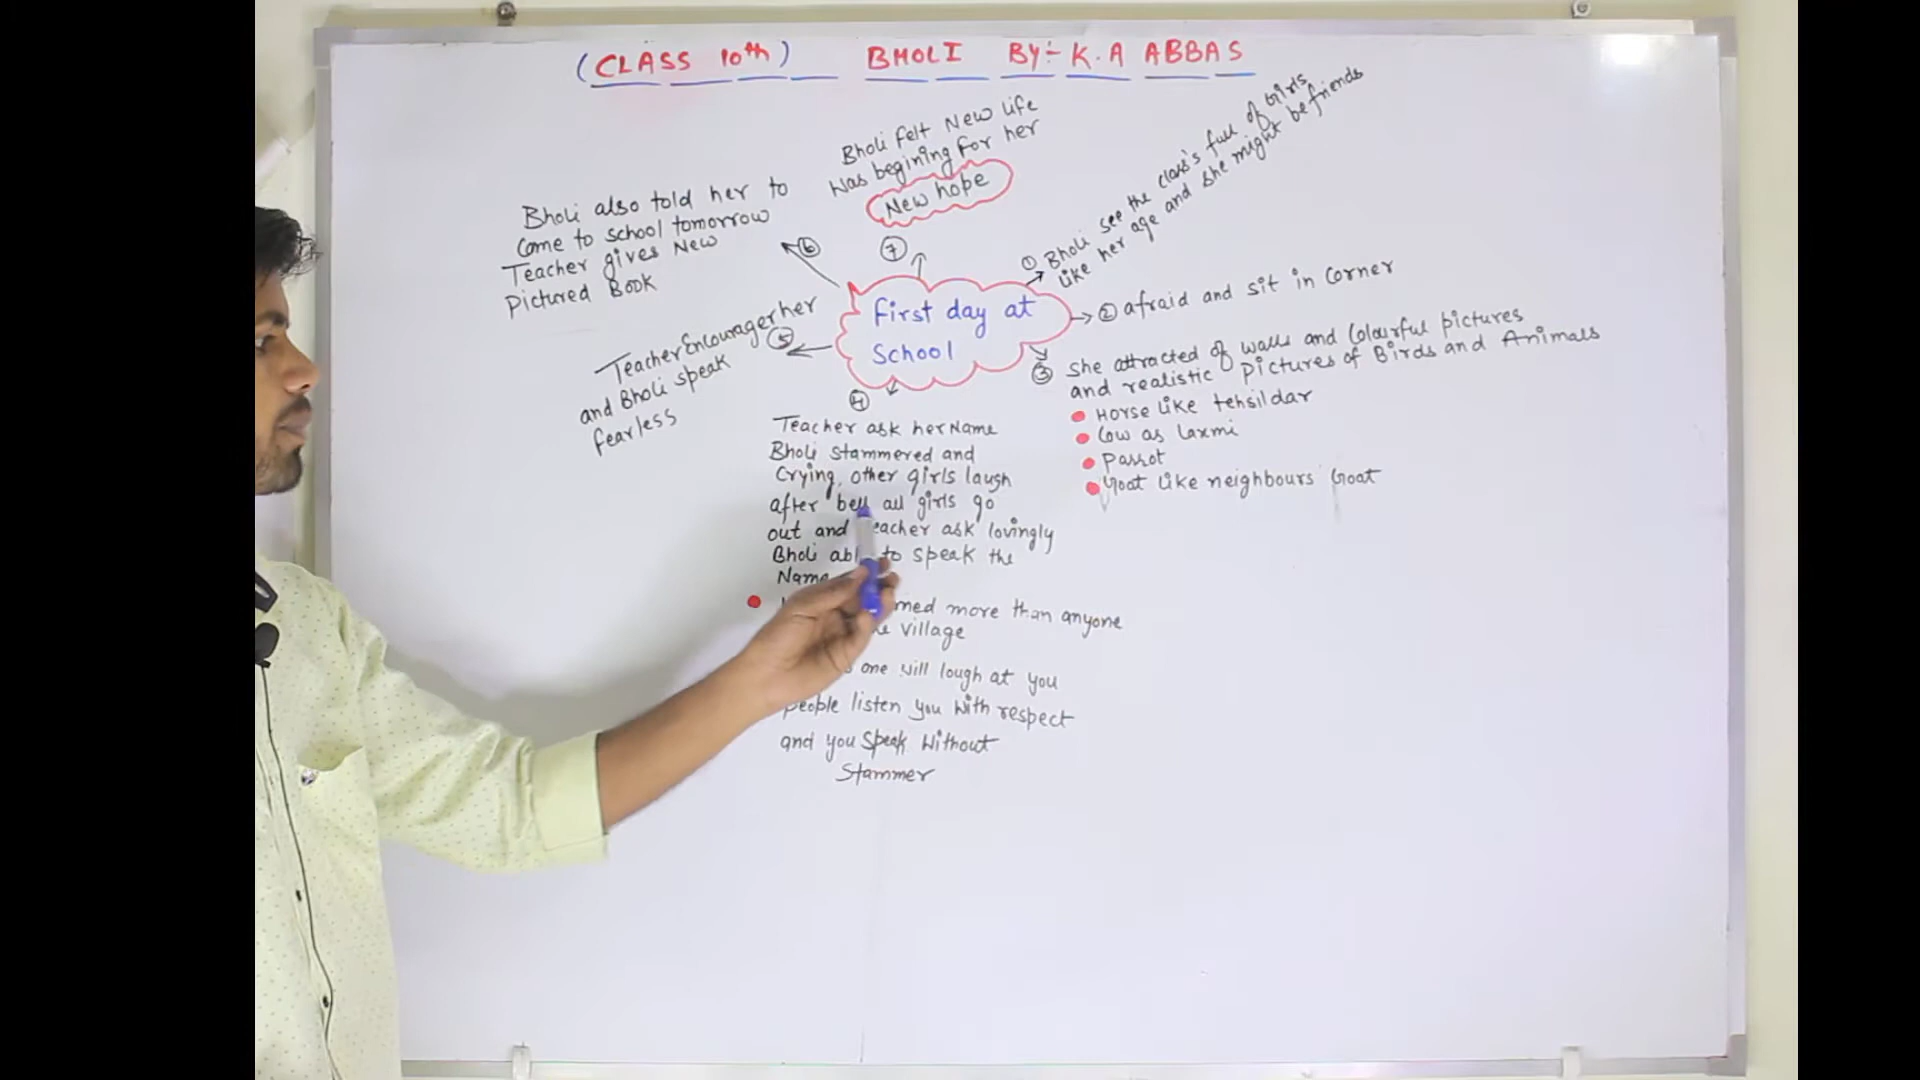 (CLASS 10th) BHOLI BY:- K.A ABBAS
Bholi felt New life
was begining for her
New hope
⑦
① Bholi see the class's full of Girls
like her age and she might be friends
② afraid and sit in Corner
③ She attracted of walls and Colourful pictures
and realistic pictures of Birds and Animals
Horse like tehsildar
Cow as Laxmi
Parrot
Goat like neighbours Goat
First day at
School
④
Teacher ask her Name
Bholi stammered and
Crying, other girls laugh
after bell all girls go
out and teacher ask lovingly
Bholi able to speak the
Name
more than anyone
village
one will lough at you
people listen you with respect
and you Speak Without
Stammer
⑤
Teacher Encourager her
and Bholi speak
fearless
⑥
Bholi also told her to
Come to school tomorrow
Teacher gives New
Pictured Book